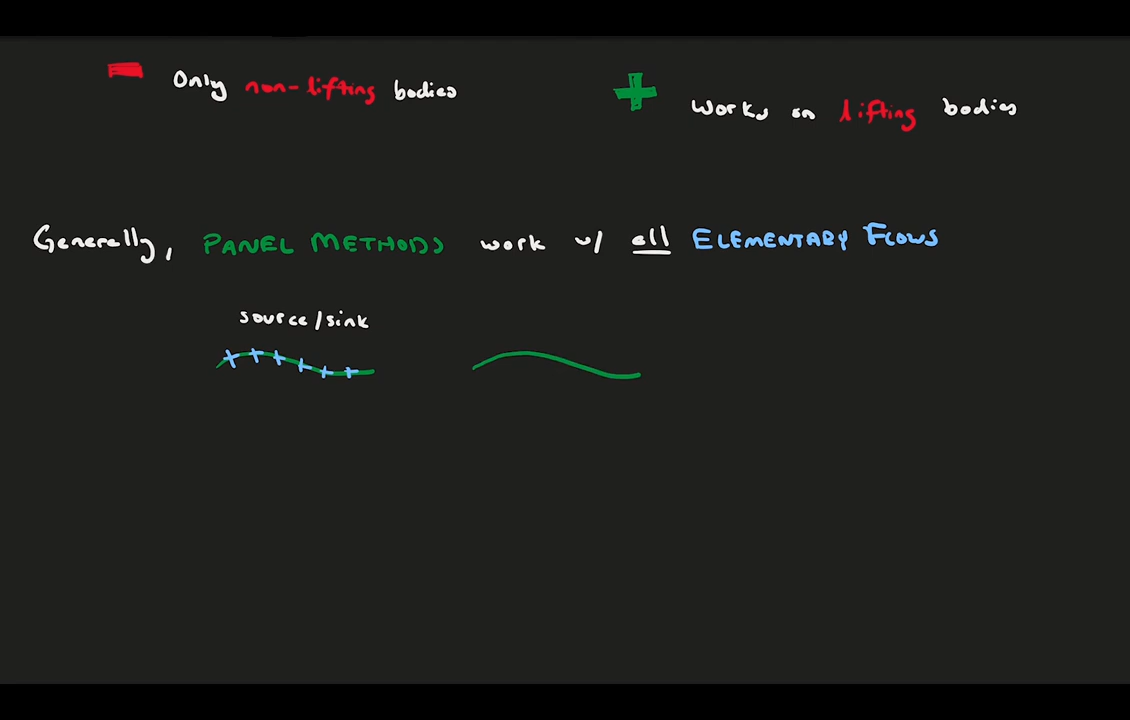 Only non-lifting bodies
Works on lifting bodies
Generally, PANEL METHODS work w/ all ELEMENTARY FLOWS
source/sink